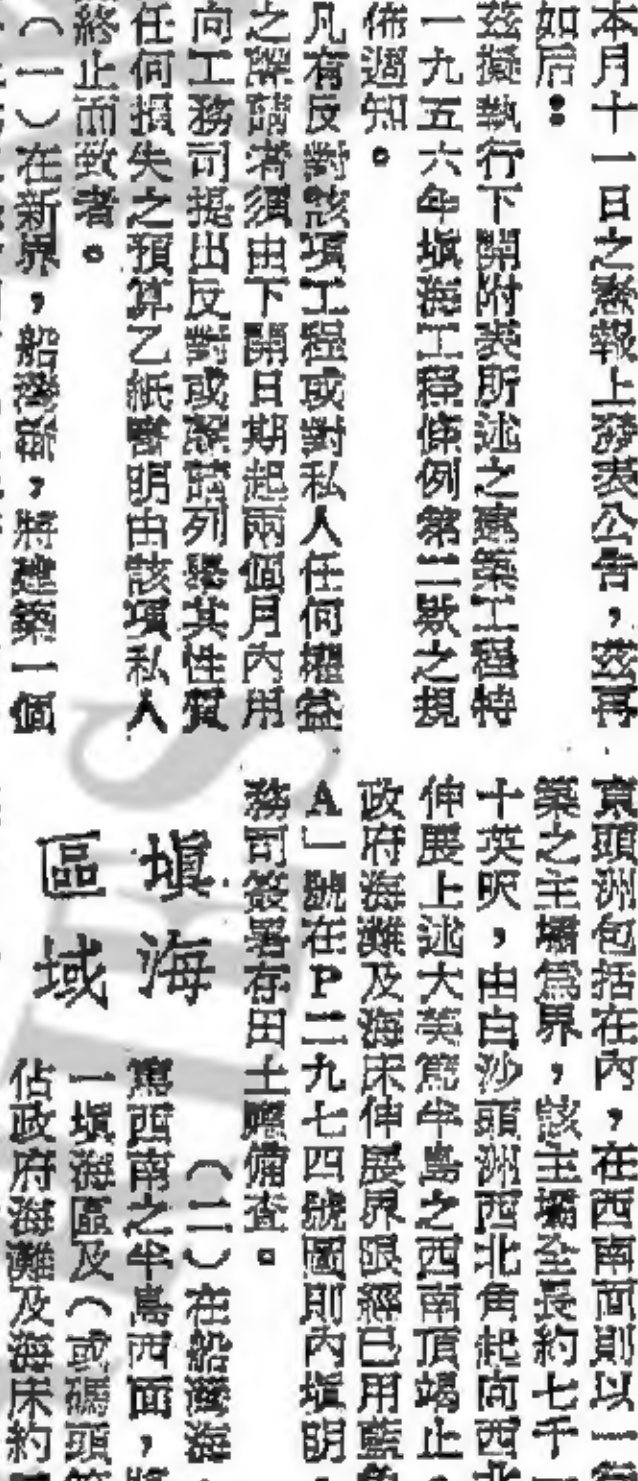 本月十一日之憲報上發表公告，茲再
如后：
茲擬執行下開附表所述之建築工程特
一九五六年塡海工程條例第二欵之規
佈週知。
凡有反對該項工程或對私人任何權益
之聲請者須由下開日期起兩個月內用
向工務司提出反對或聲請列舉其性質
任何損失之預算乙紙聲明由該項私人
終止而致者。
（一）在新界，船灣海，將建築一個
頭洲包括在內，在西南面則以一
築之主壩爲界，該主壩全長約七千
十英呎，由白沙頭洲西北角起向西北
伸展上述大美篤半島之西南頂端止。
政府海灘及海床伸展界限經已用藍色
A」號在P二九七四號圖則內塡明，
務司簽署存田土廳備查。
塡海
區域
（二）在船灣海，
篤西南之半島西面，將
一塡海區及（或碼頭
佔政府海灘及海床約